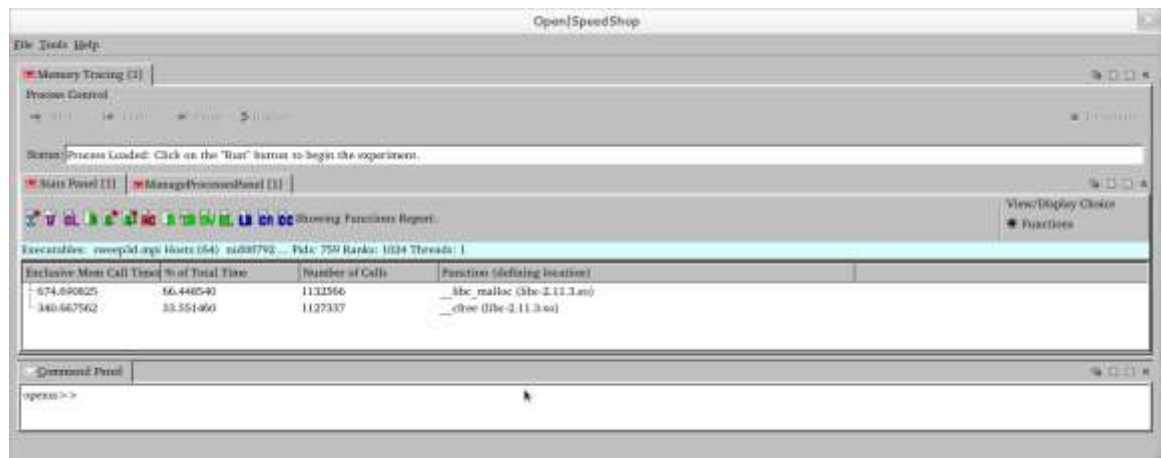 Open|SpeedShop
File Tools Help
Memory Tracing [1]
Process Control
Status: Process Loaded: Click on the "Run" button to begin the experiment.
Stats Panel [1] ManageProcessesPanel [1]
View/Display Choice
Showing Functions Report:
Functions
Executables: sweep3d.mpi Hosts: (64) ... Pids: 759 Ranks: 1024 Threads: 1
Exclusive Mem Call Time % of Total Time Number of Calls Function (defining location)
674.690825 66.448540 1132566 __libc_malloc (libc-2.11.3.so)
340.667562 33.551460 1127337 __cfree (libc-2.11.3.so)
Command Panel
openss>>